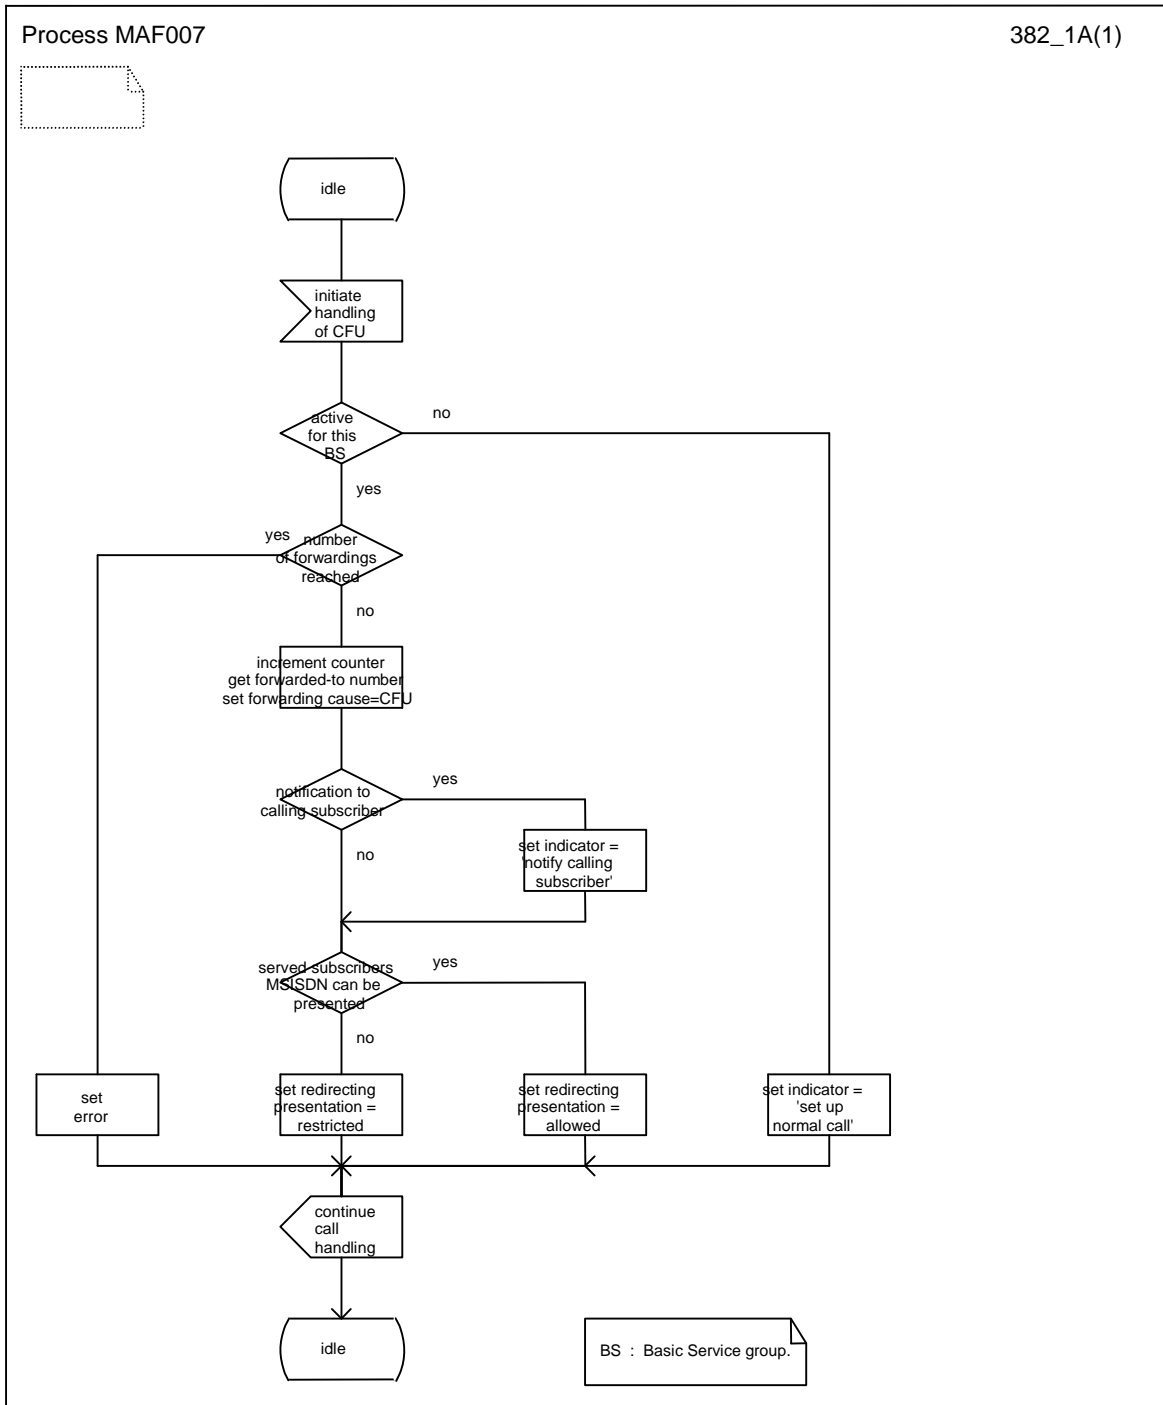 Process MAF007
382_1A(1)
idle
initiate
handling
of CFU
active
for this
BS
no
yes
number
of forwardings
reached
yes
no
increment counter
get forwarded-to number
set forwarding cause=CFU
notification to
calling subscriber
yes
no
set indicator =
'notify calling
subscriber'
served subscribers
MSISDN can be
presented
yes
no
set
error
set redirecting
presentation =
restricted
set redirecting
presentation =
allowed
set indicator =
'set up
normal call'
continue
call
handling
idle
BS : Basic Service group.